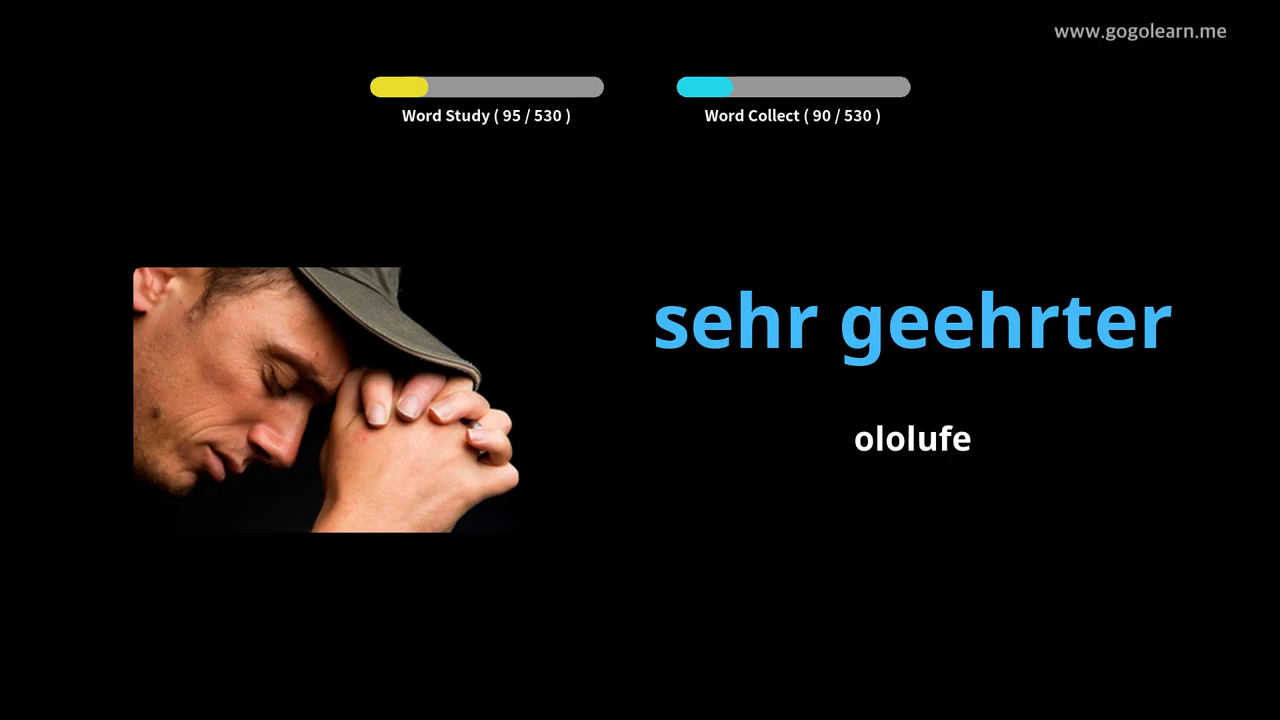 www.gogolearn.me
Word Study ( 95 / 530 )
Word Collect ( 90 / 530 )
sehr geehrter
ololufe